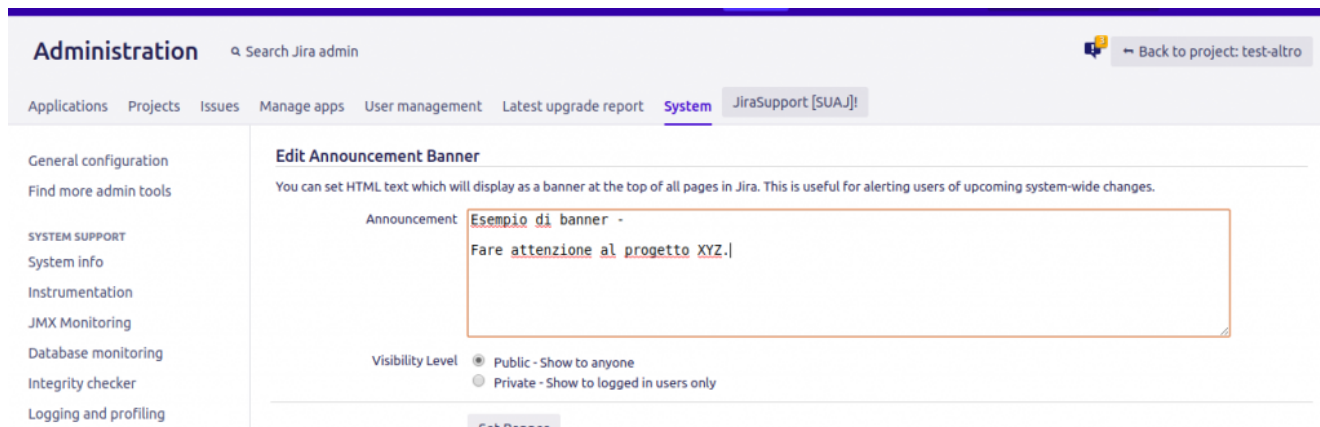 Administration
Search Jira admin
Back to project: test-altro
Applications Projects Issues Manage apps User management Latest upgrade report System JiraSupport [SUAJ]!
General configuration
Find more admin tools
SYSTEM SUPPORT
System info
Instrumentation
JMX Monitoring
Database monitoring
Integrity checker
Logging and profiling
Edit Announcement Banner
You can set HTML text which will display as a banner at the top of all pages in Jira. This is useful for alerting users of upcoming system-wide changes.
Announcement
Esempio di banner -
Fare attenzione al progetto XYZ.
Visibility Level
Public - Show to anyone
Private - Show to logged in users only
Set Banner